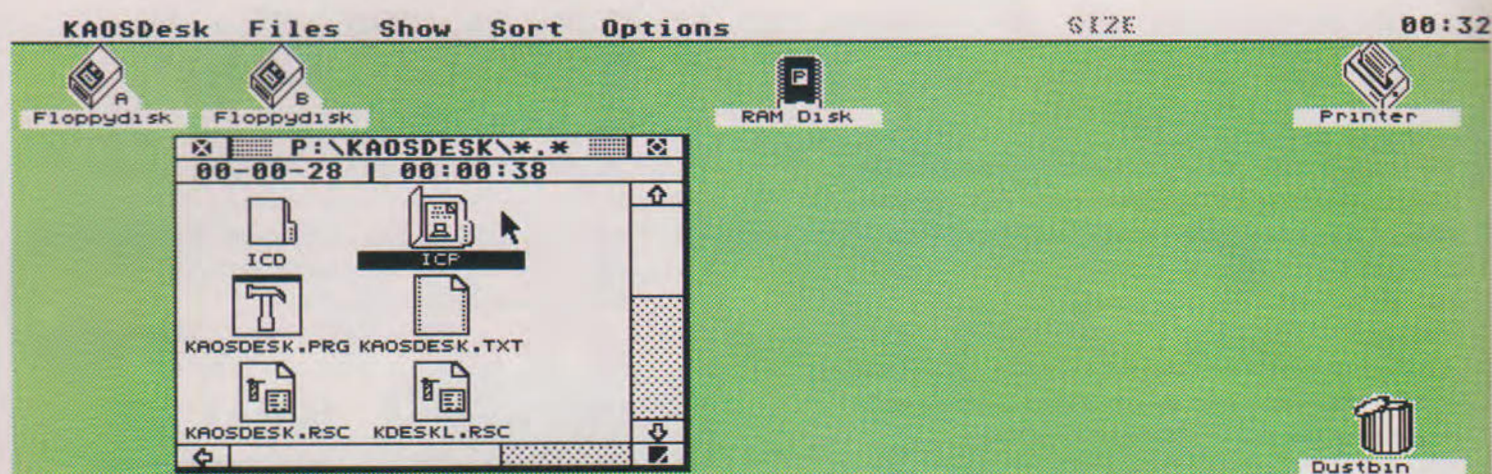 KAOSDesk Files Show Sort Options SIZE 00:32
A
Floppydisk
B
Floppydisk
P
RAM Disk
Printer
P:\KAOSDESK\*.*
00-00-28 | 00:00:38
ICD
ICP
KAOSDESK.PRG KAOSDESK.TXT
KAOSDESK.RSC KDESKL.RSC
Dustbin